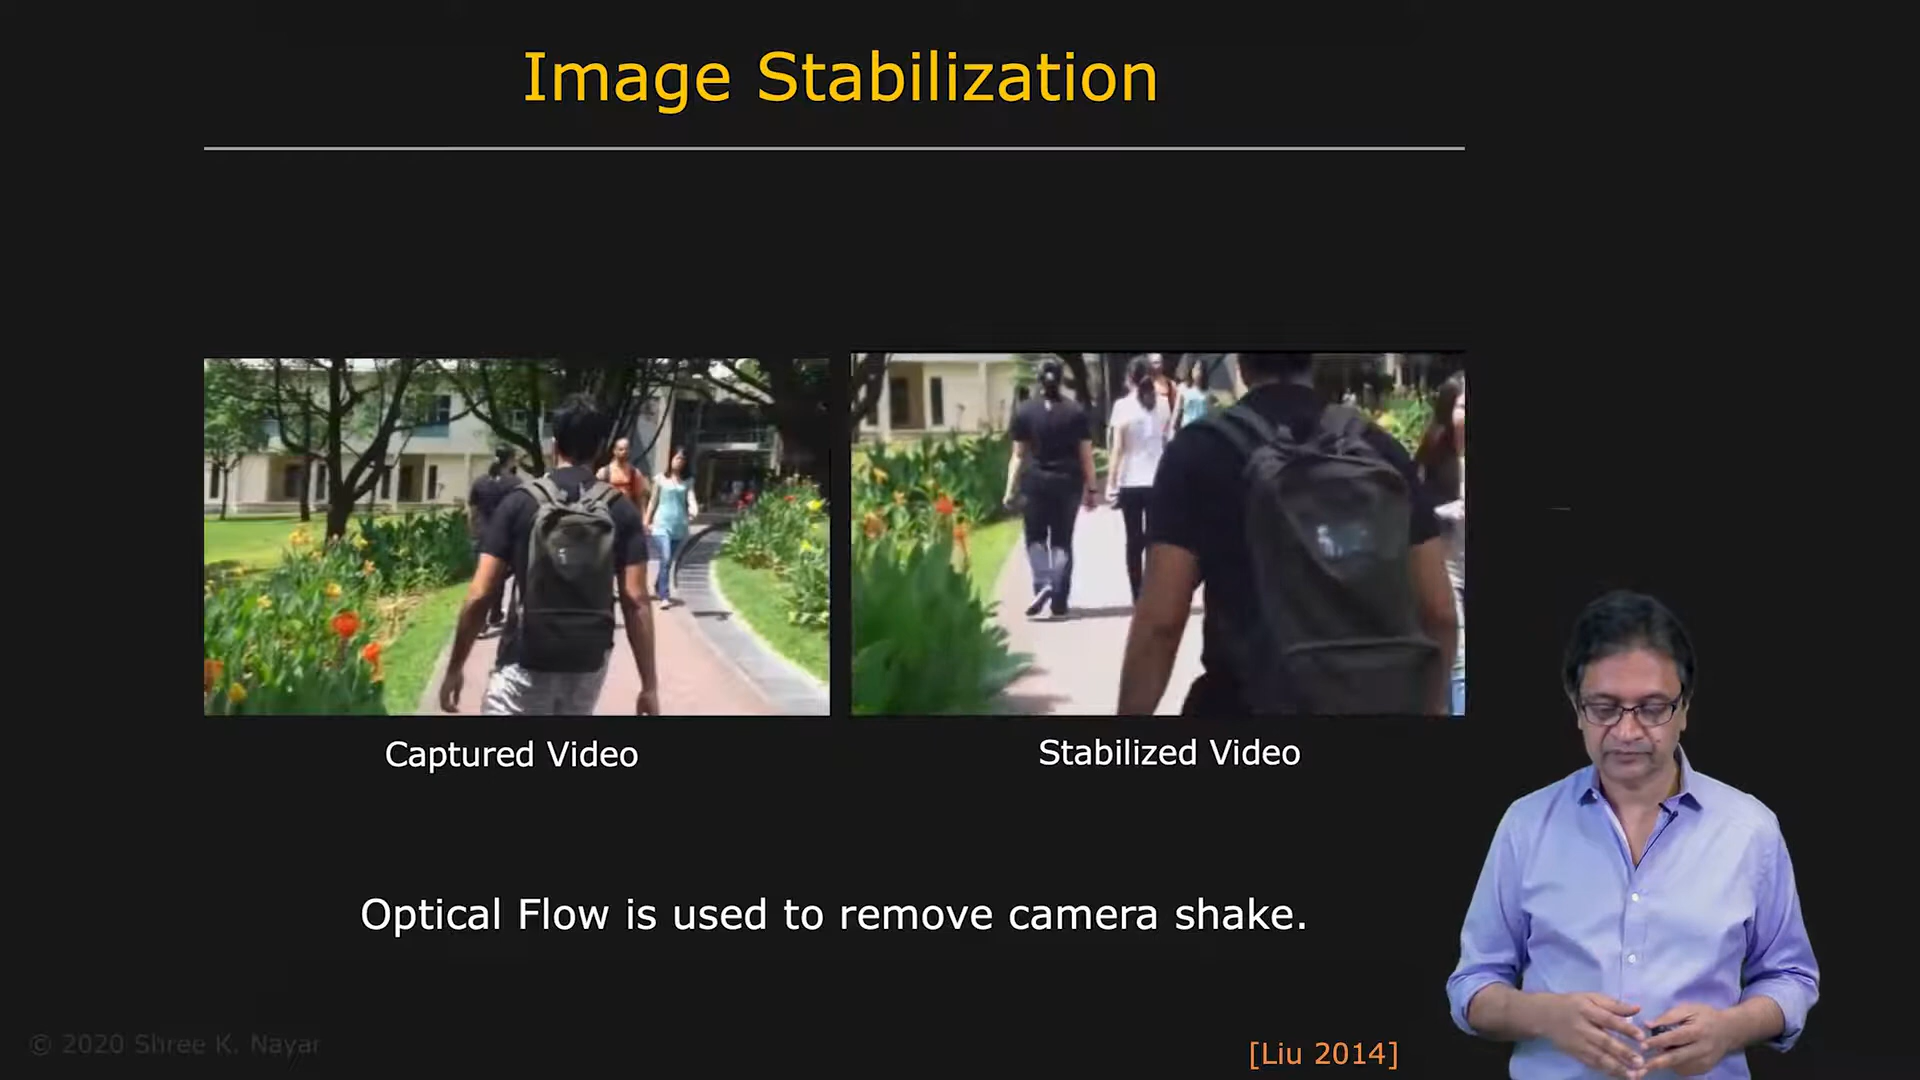 Image Stabilization
Captured Video
Stabilized Video
Optical Flow is used to remove camera shake.
© 2020 Shree K. Nayar
[Liu 2014]